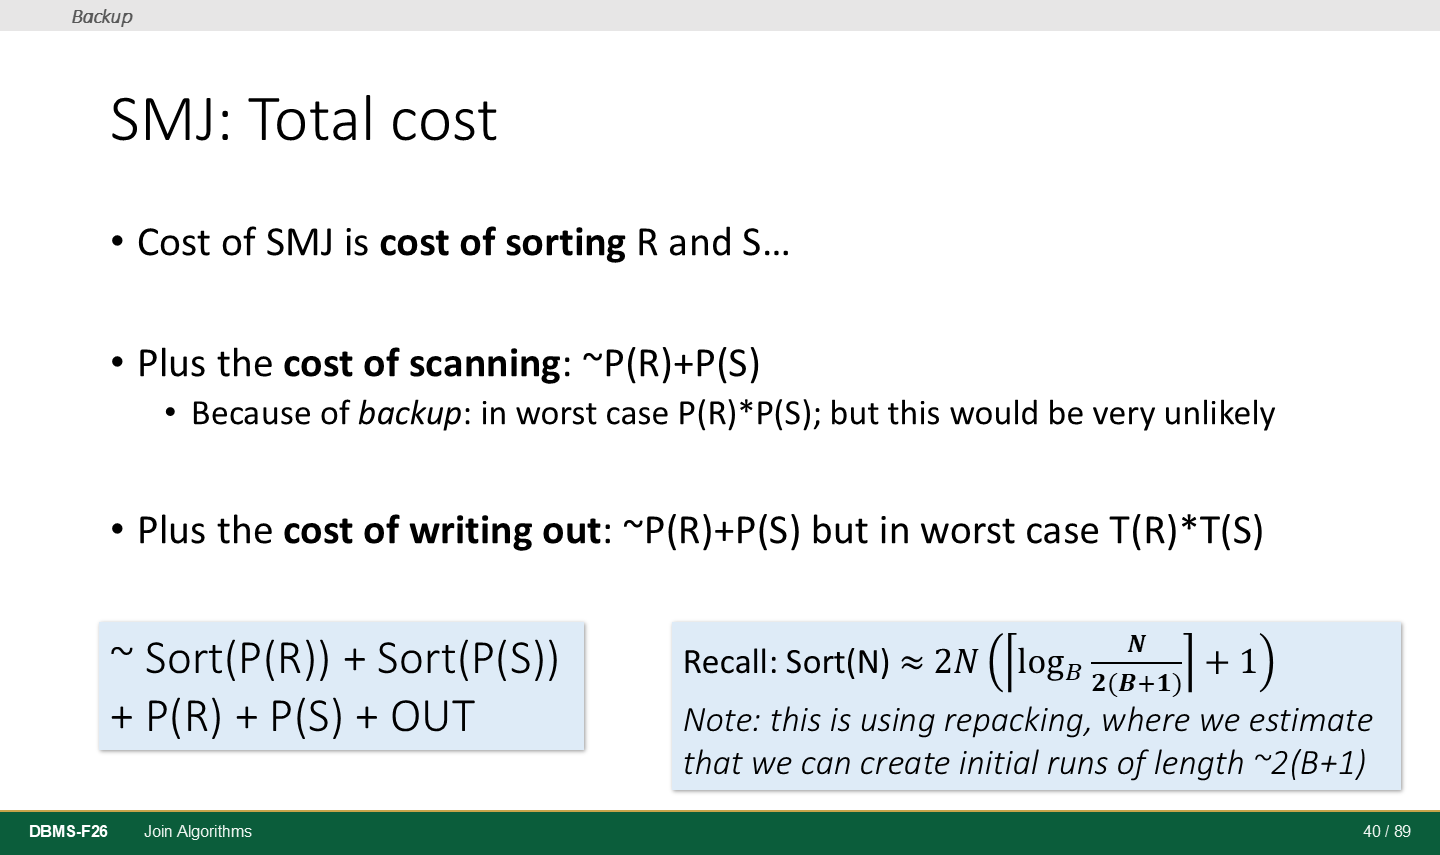 Backup
SMJ: Total cost
• Cost of SMJ is cost of sorting R and S…
• Plus the cost of scanning: ~P(R)+P(S)
• Because of backup: in worst case P(R)*P(S); but this would be very unlikely
• Plus the cost of writing out: ~P(R)+P(S) but in worst case T(R)*T(S)
~ Sort(P(R)) + Sort(P(S))
+ P(R) + P(S) + OUT
Recall: Sort(N) ≈ 2N (⌈log_B N/(2(B+1))⌉ + 1)
Note: this is using repacking, where we estimate
that we can create initial runs of length ~2(B+1)
DBMS-F26 Join Algorithms 40 / 89